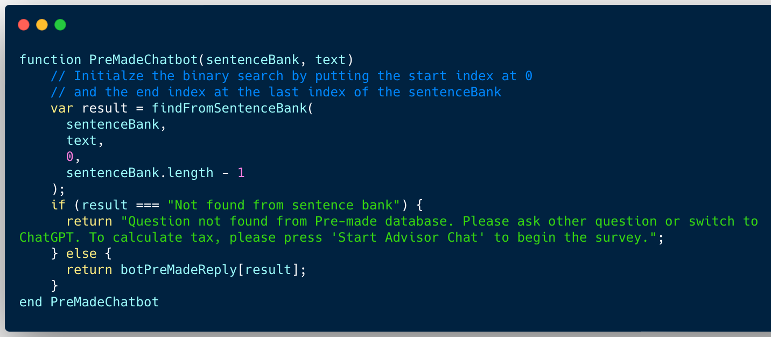 function PreMadeChatbot(sentenceBank, text)
    // Initialze the binary search by putting the start index at 0
    // and the end index at the last index of the sentenceBank
    var result = findFromSentenceBank(
      sentenceBank,
      text,
      0,
      sentenceBank.length - 1
    );
    if (result === "Not found from sentence bank") {
      return "Question not found from Pre-made database. Please ask other question or switch to
ChatGPT. To calculate tax, please press 'Start Advisor Chat' to begin the survey.";
    } else {
      return botPreMadeReply[result];
    }
end PreMadeChatbot